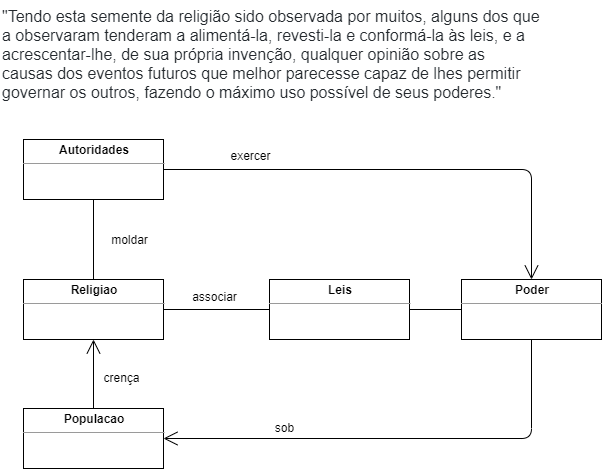 "Tendo esta semente da religião sido observada por muitos, alguns dos que
a observaram tenderam a alimentá-la, revesti-la e conformá-la às leis, e a
acrescentar-lhe, de sua própria invenção, qualquer opinião sobre as
causas dos eventos futuros que melhor parecesse capaz de lhes permitir
governar os outros, fazendo o máximo uso possível de seus poderes."
Autoridades
exercer
moldar
Religiao
associar
Leis
Poder
crença
Populacao
sob